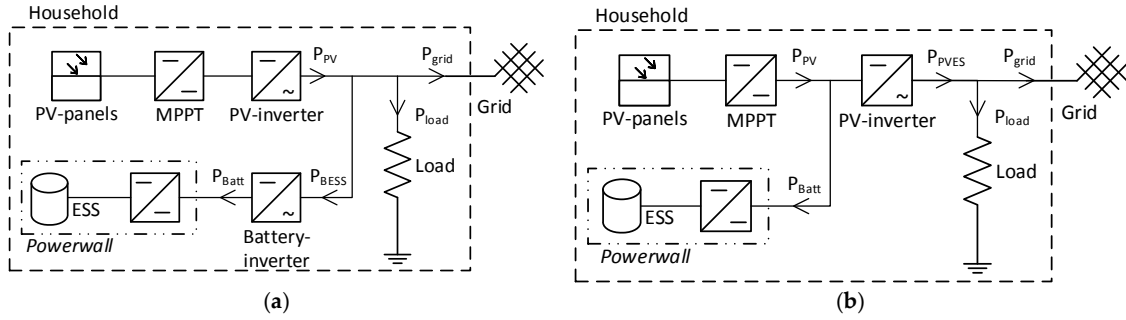 Household
P_PV
P_grid
PV-panels
MPPT
PV-inverter
Grid
P_load
Load
P_Batt
P_BESS
ESS
Powerwall
Battery-
inverter
(a)
Household
P_PV
P_PVES
P_grid
PV-panels
MPPT
PV-inverter
Grid
P_load
Load
P_Batt
ESS
Powerwall
(b)